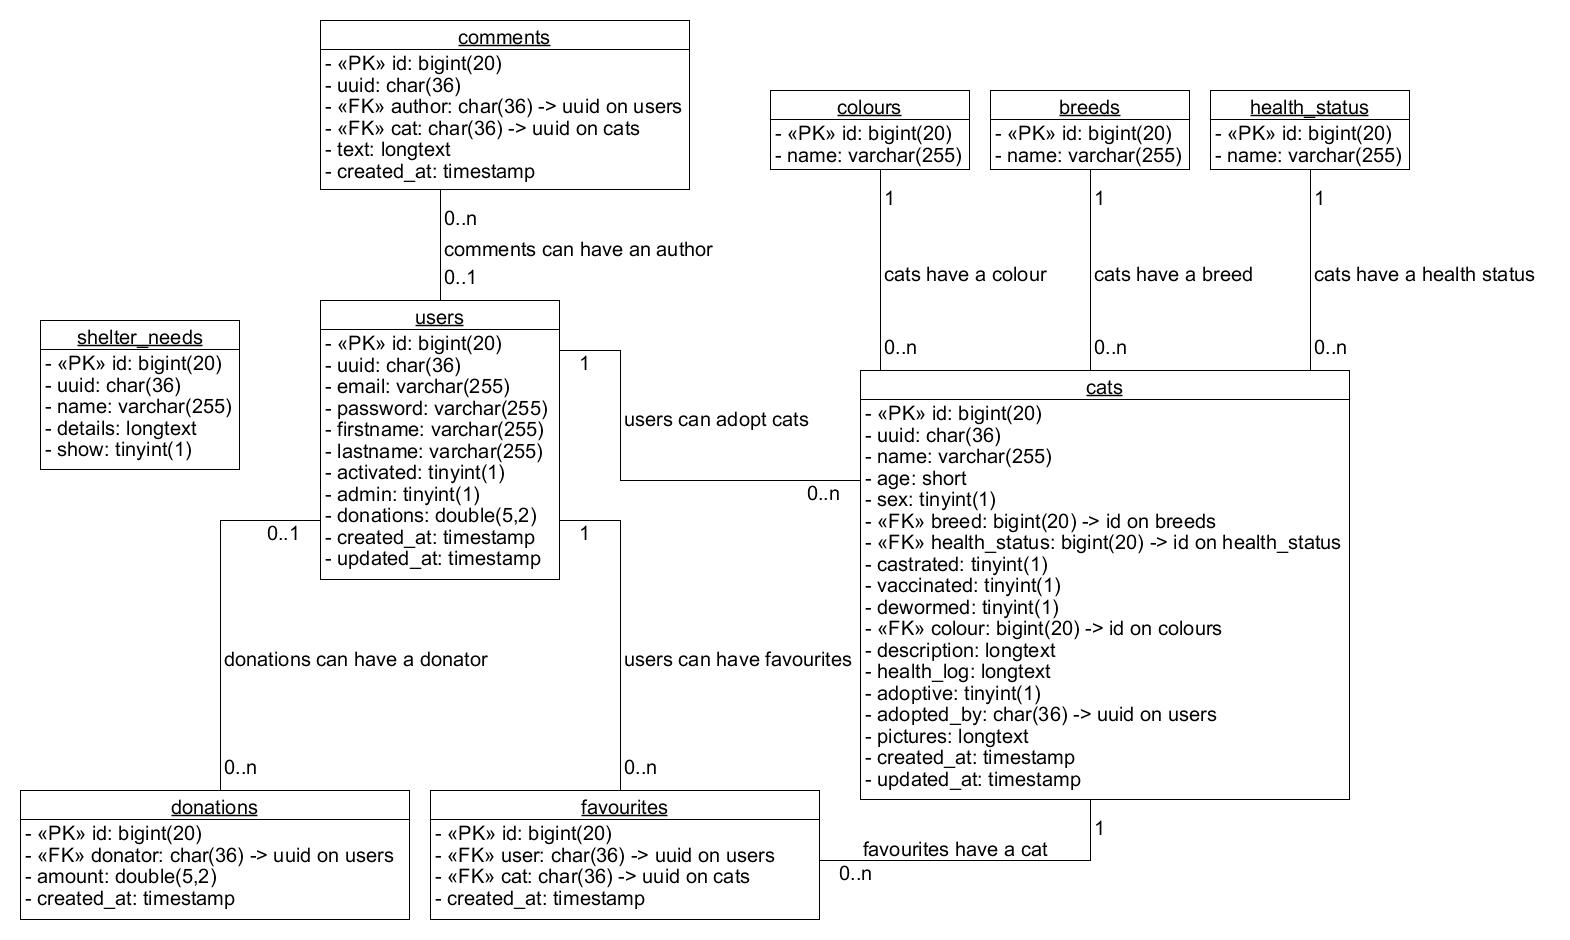 comments
- «PK» id: bigint(20)
- uuid: char(36)
- «FK» author: char(36) -> uuid on users
- «FK» cat: char(36) -> uuid on cats
- text: longtext
- created_at: timestamp
colours
- «PK» id: bigint(20)
- name: varchar(255)
breeds
- «PK» id: bigint(20)
- name: varchar(255)
health_status
- «PK» id: bigint(20)
- name: varchar(255)
0..n
comments can have an author
0..1
1
cats have a colour
0..n
1
cats have a breed
0..n
1
cats have a health status
0..n
shelter_needs
- «PK» id: bigint(20)
- uuid: char(36)
- name: varchar(255)
- details: longtext
- show: tinyint(1)
users
- «PK» id: bigint(20)
- uuid: char(36)
- email: varchar(255)
- password: varchar(255)
- firstname: varchar(255)
- lastname: varchar(255)
- activated: tinyint(1)
- admin: tinyint(1)
- donations: double(5,2)
- created_at: timestamp
- updated_at: timestamp
1
users can adopt cats
0..n
cats
- «PK» id: bigint(20)
- uuid: char(36)
- name: varchar(255)
- age: short
- sex: tinyint(1)
- «FK» breed: bigint(20) -> id on breeds
- «FK» health_status: bigint(20) -> id on health_status
- castrated: tinyint(1)
- vaccinated: tinyint(1)
- dewormed: tinyint(1)
- «FK» colour: bigint(20) -> id on colours
- description: longtext
- health_log: longtext
- adoptive: tinyint(1)
- adopted_by: char(36) -> uuid on users
- pictures: longtext
- created_at: timestamp
- updated_at: timestamp
0..1
donations can have a donator
0..n
1
users can have favourites
0..n
donations
- «PK» id: bigint(20)
- «FK» donator: char(36) -> uuid on users
- amount: double(5,2)
- created_at: timestamp
favourites
- «PK» id: bigint(20)
- «FK» user: char(36) -> uuid on users
- «FK» cat: char(36) -> uuid on cats
- created_at: timestamp
1
favourites have a cat
0..n